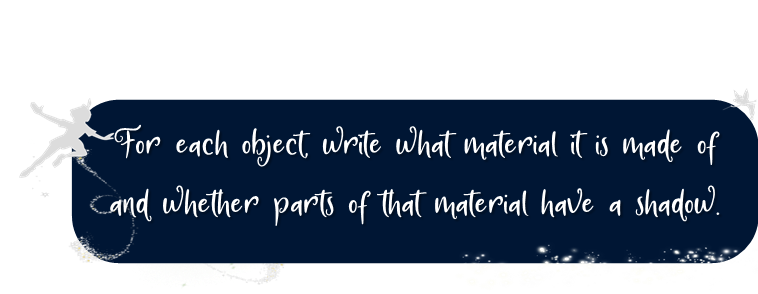 For each object write what material it is made of
and whether parts of that material have a shadow.